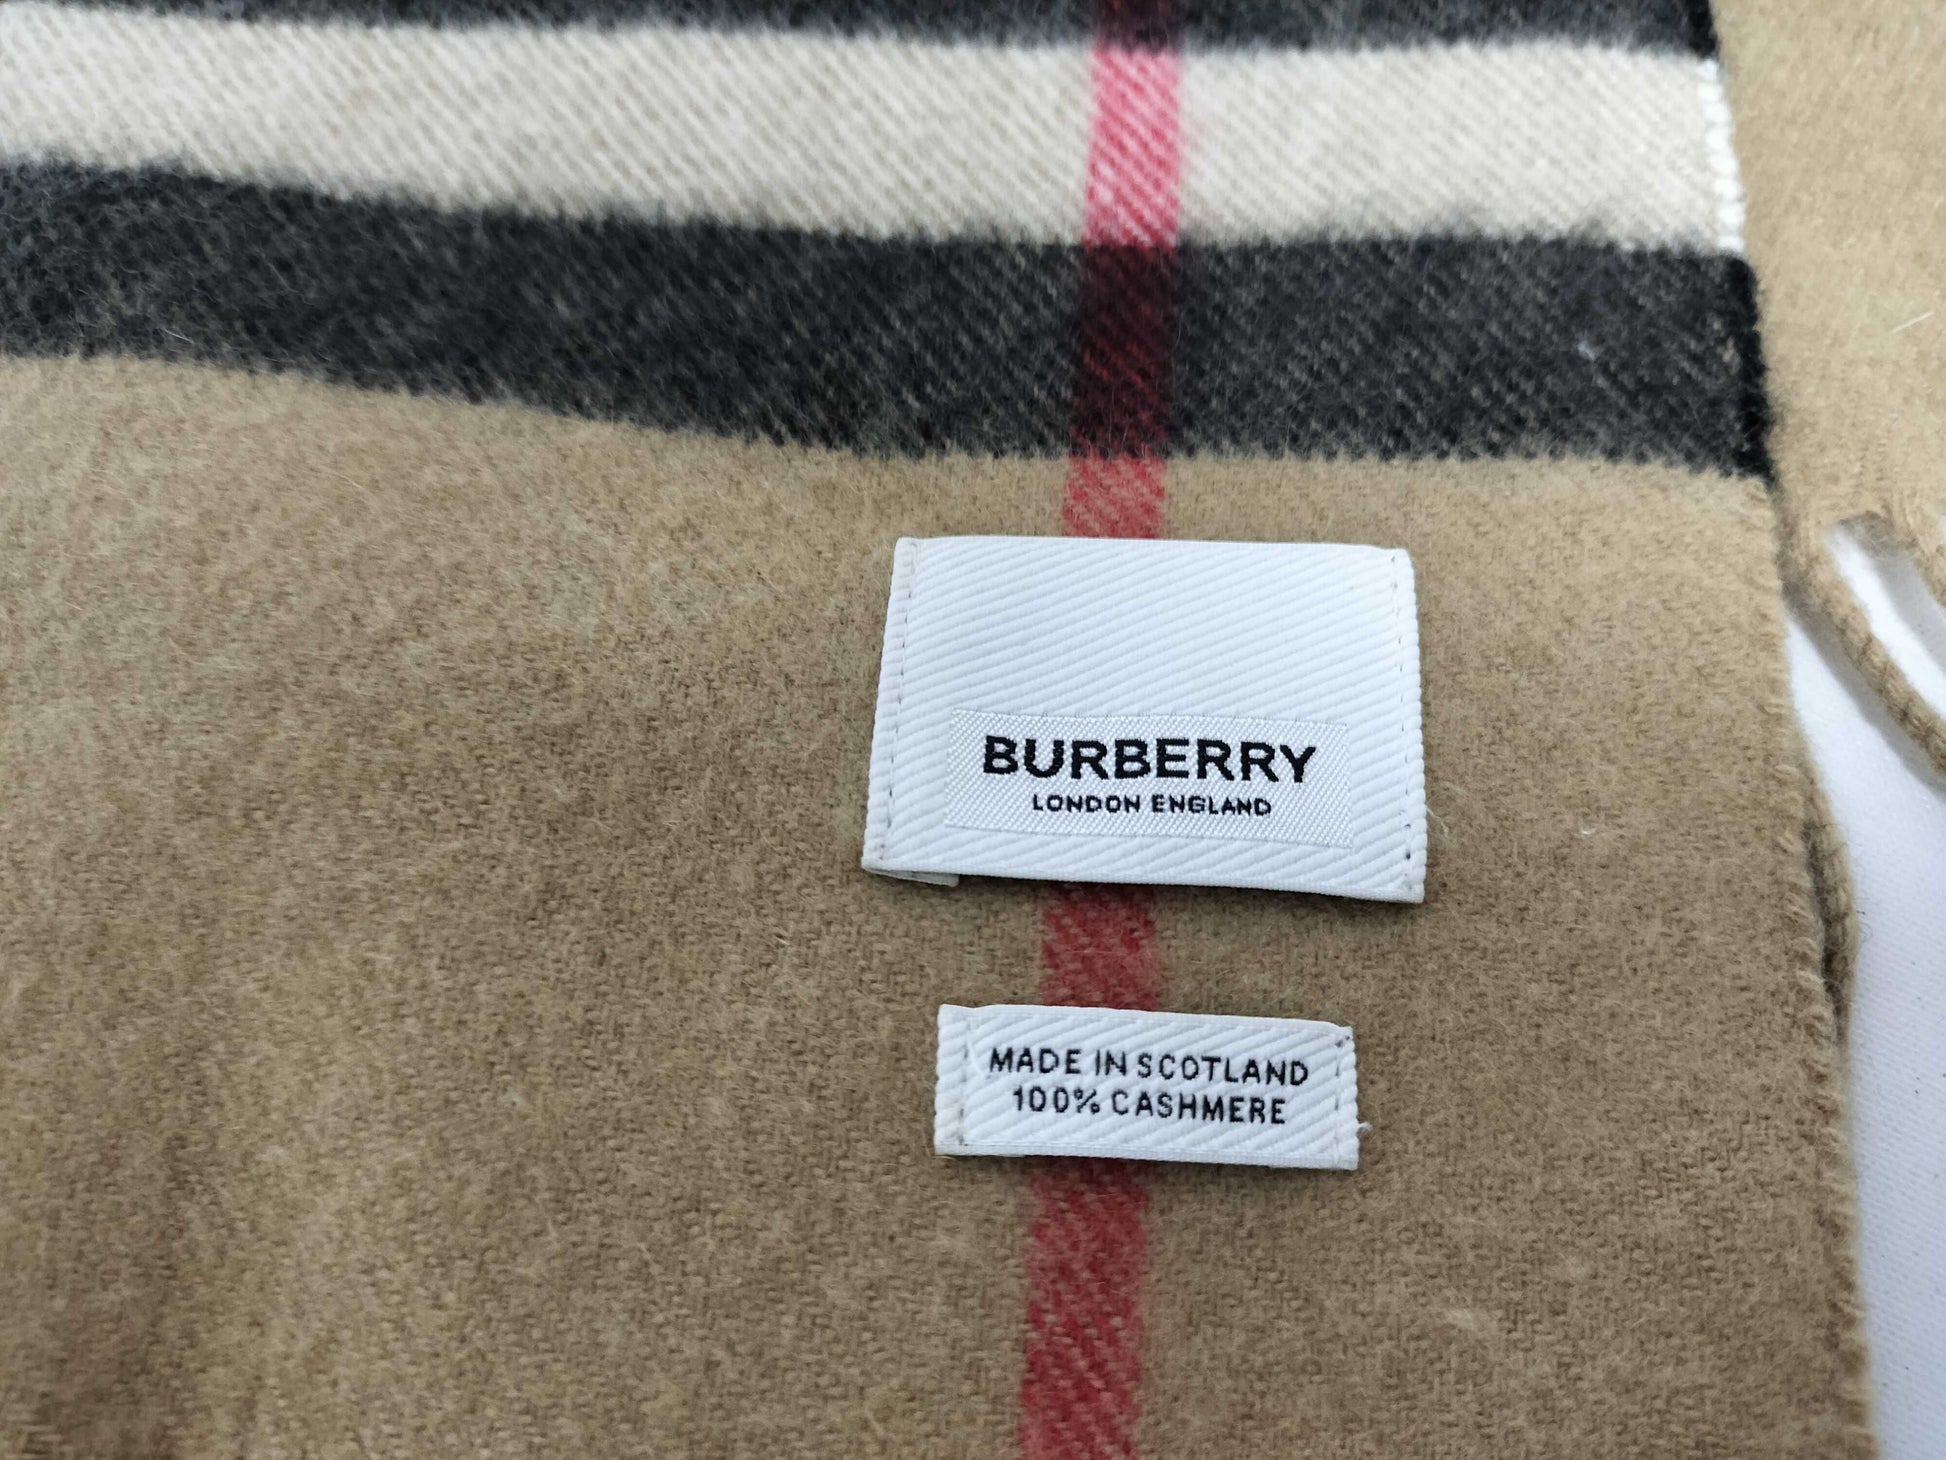 BURBERRY
LONDON ENGLAND
MADE IN SCOTLAND
100% CASHMERE